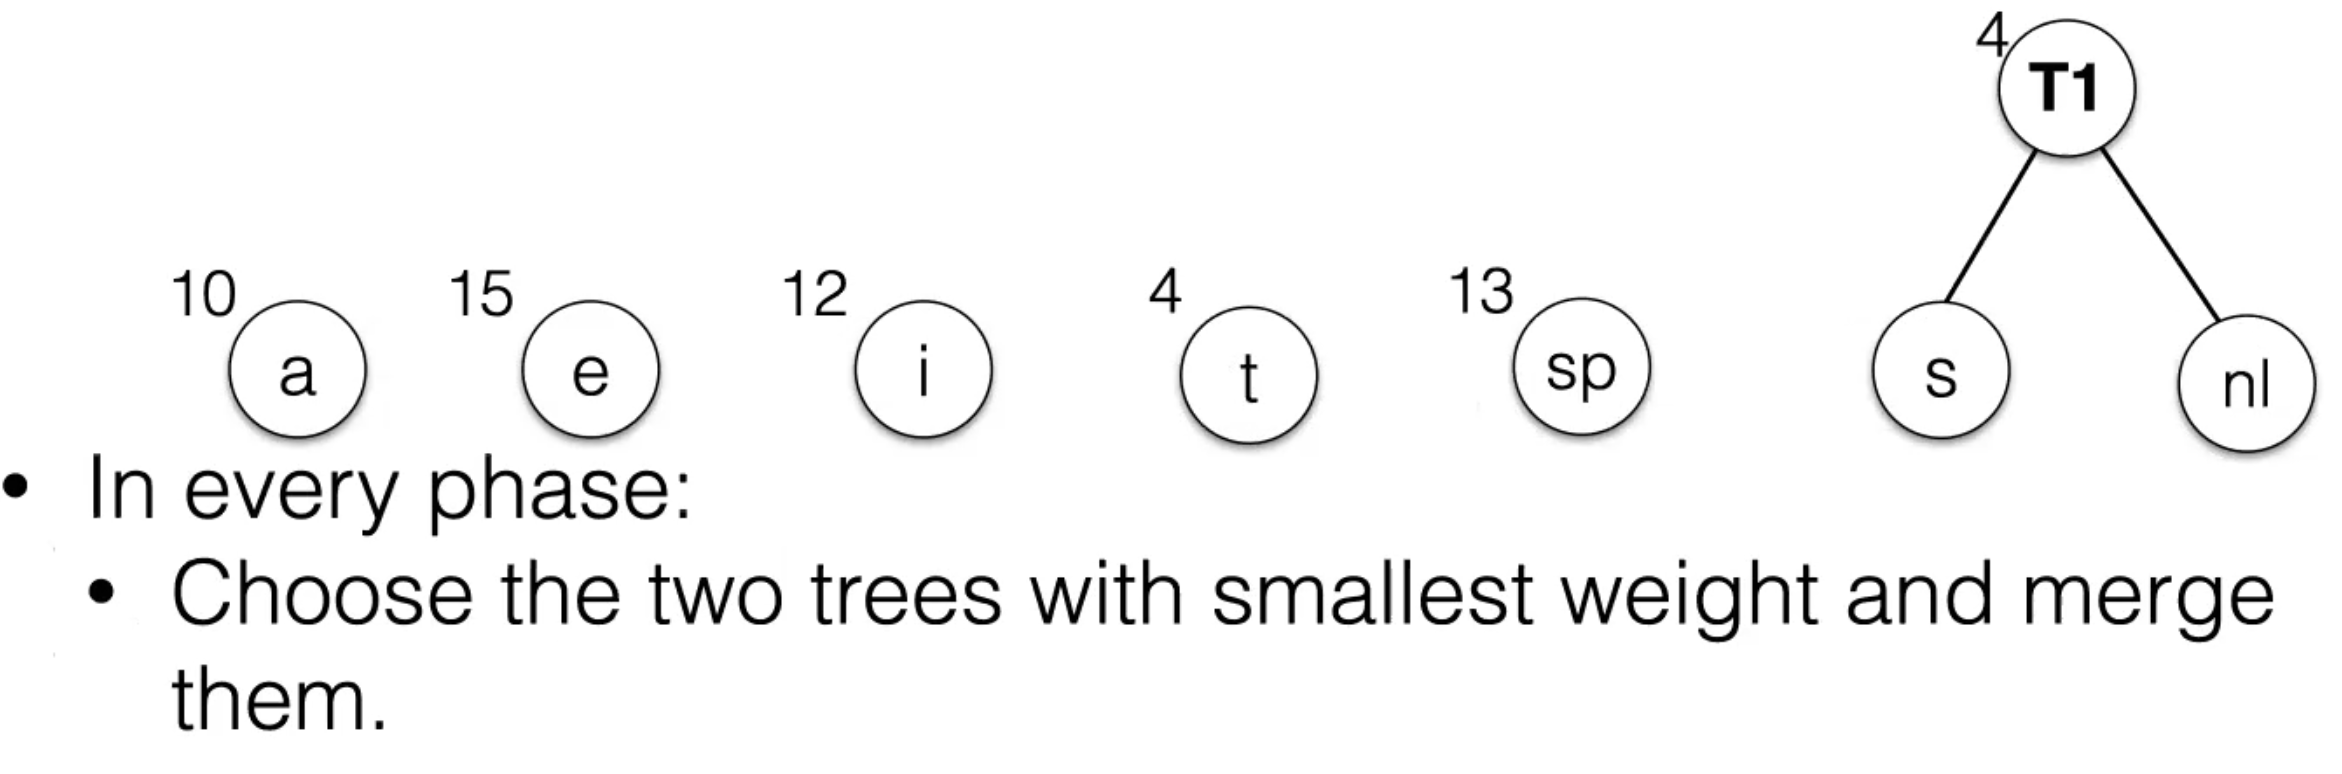 4
T1
10 15 12 4 13
a e i t sp s nl
• In every phase:
• Choose the two trees with smallest weight and merge
them.